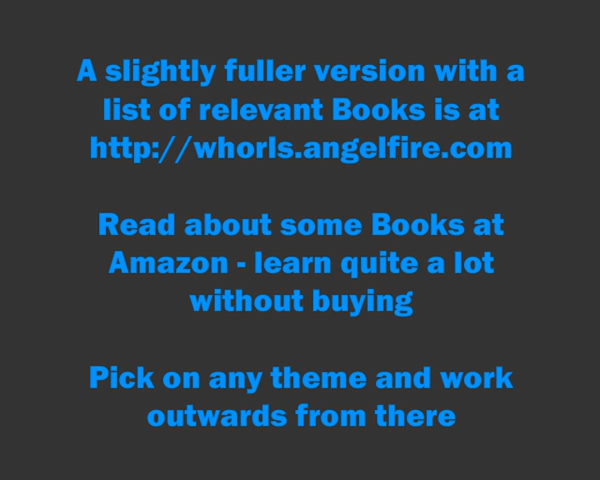 A slightly fuller version with a
list of relevant Books is at
http://whorls.angelfire.com
Read about some Books at
Amazon - learn quite a lot
without buying
Pick on any theme and work
outwards from there